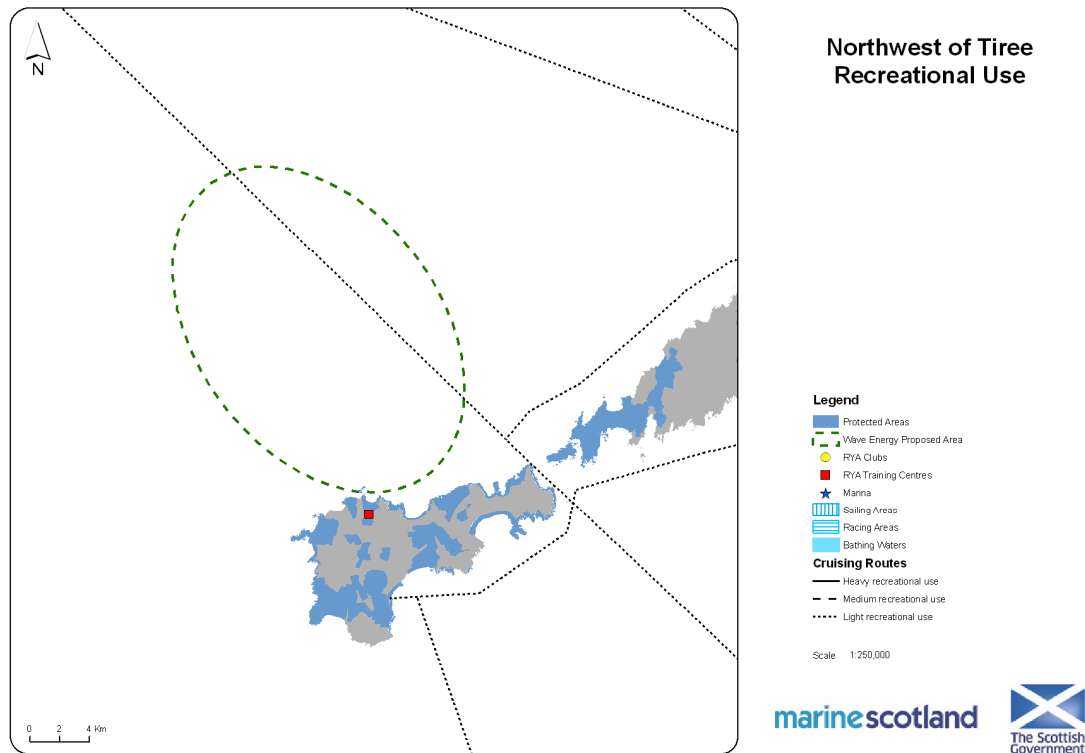 N
Northwest of Tiree
Recreational Use
Legend
Protected Areas
Wave Energy Proposed Area
RYA Clubs
RYA Training Centres
Marina
Sailing Areas
Racing Areas
Bathing Waters
Cruising Routes
Heavy recreational use
Medium recreational use
Light recreational use
Scale 1:250,000
0 2 4 Km
marinescotland
The Scottish
Government